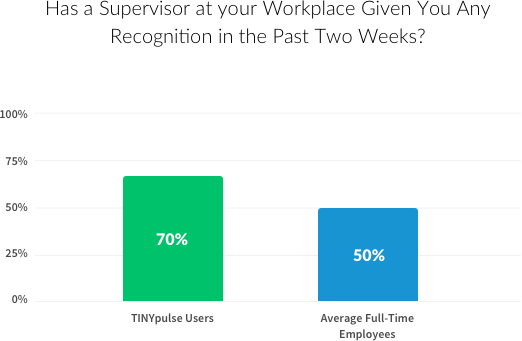 Has a Supervisor at your Workplace Given You Any
Recognition in the Past Two Weeks?
100%
75%
50%
25%
0%
70%
50%
TINYpulse Users
Average Full-Time
Employees